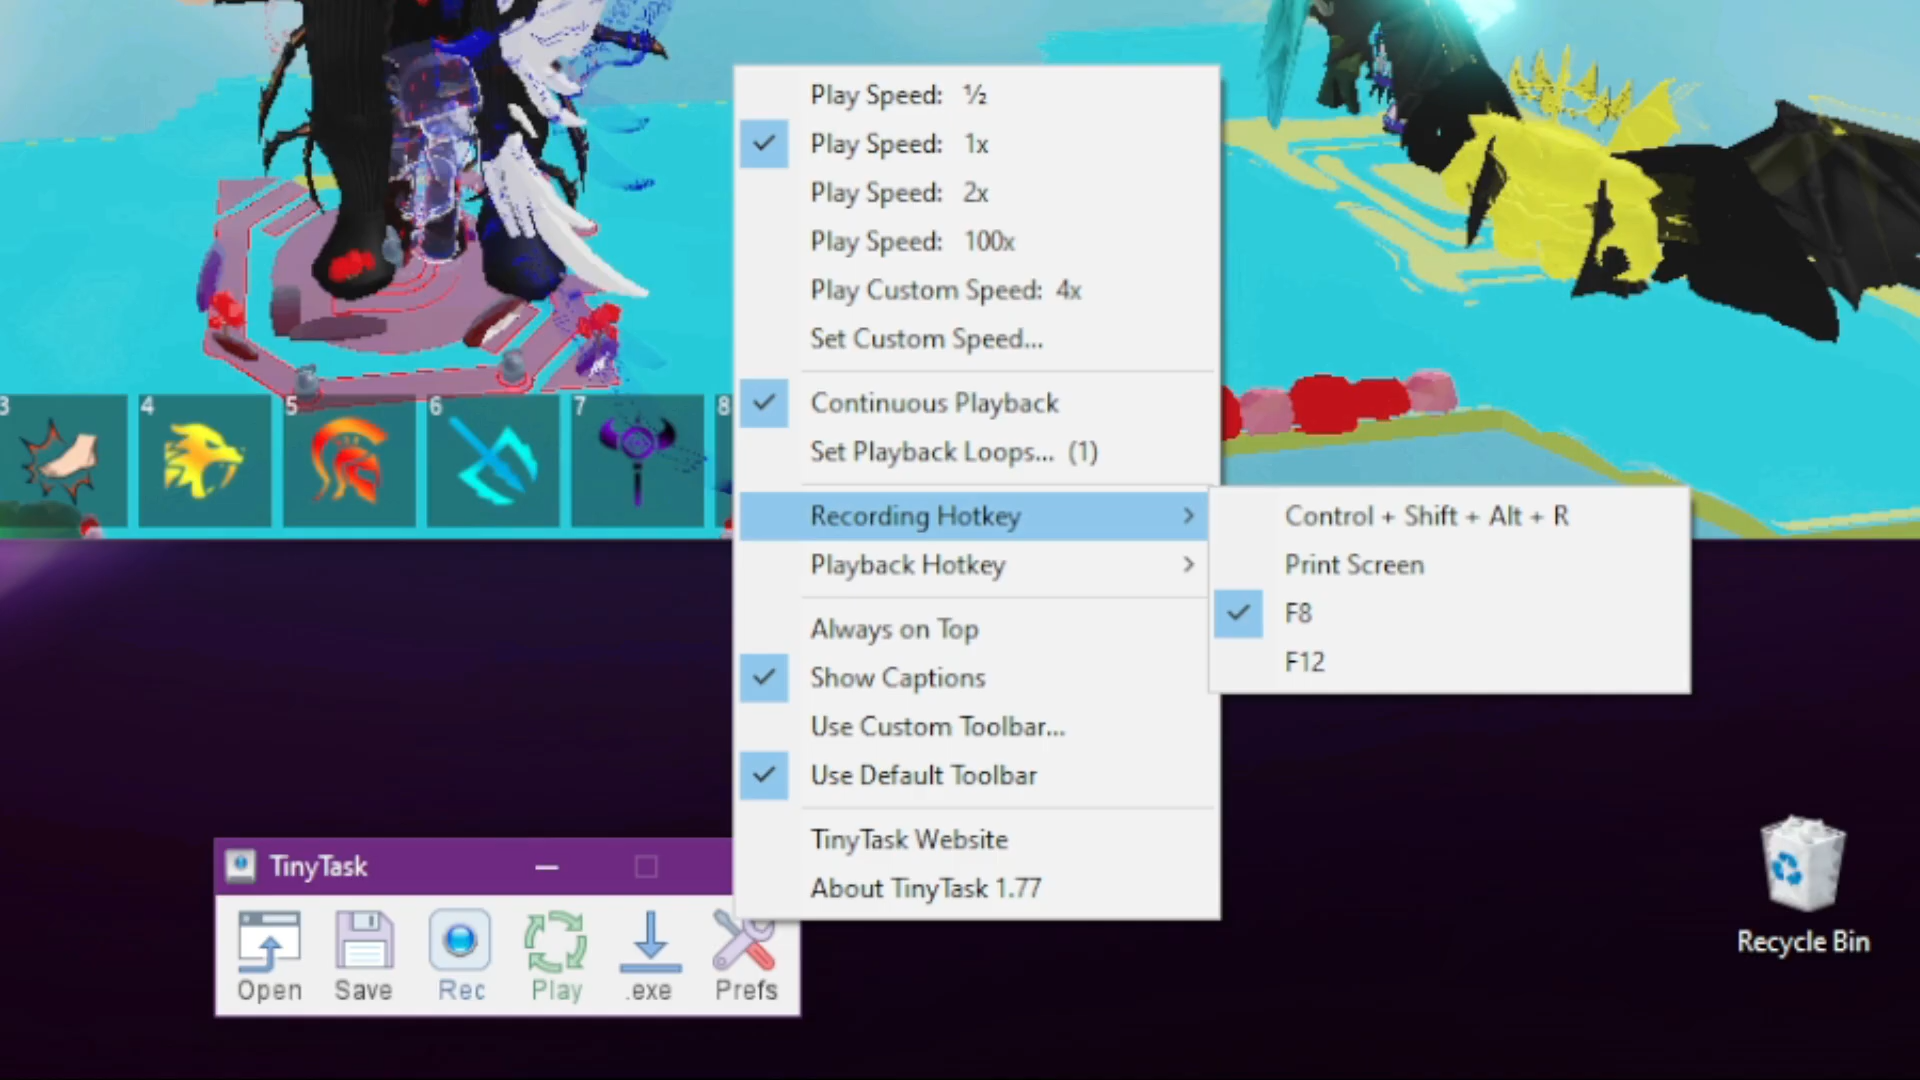 Play Speed: ½
Play Speed: 1x
Play Speed: 2x
Play Speed: 100x
Play Custom Speed: 4x
Set Custom Speed...
Continuous Playback
Set Playback Loops... (1)
Recording Hotkey
Playback Hotkey
Always on Top
Show Captions
Use Custom Toolbar...
Use Default Toolbar
TinyTask Website
About TinyTask 1.77
Control + Shift + Alt + R
Print Screen
F8
F12
3 4 5 6 7 8
TinyTask
Open Save Rec Play .exe Prefs
Recycle Bin